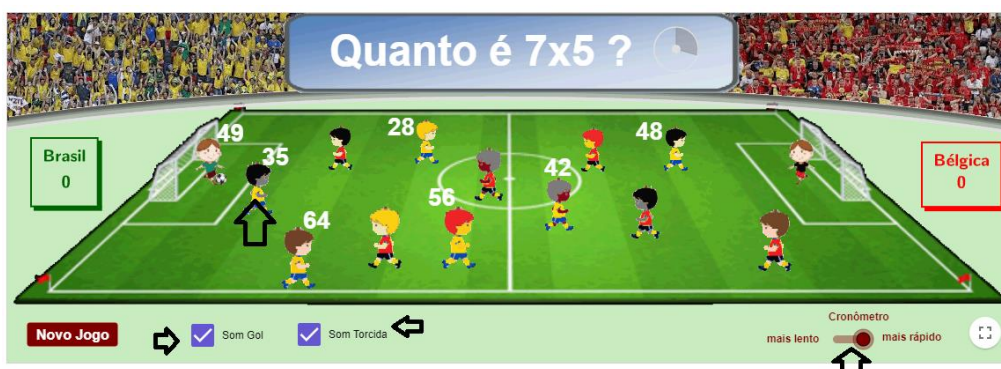 Quanto é 7x5 ?
Brasil
0
Bélgica
0
49
35
28
48
42
56
64
Novo Jogo
Som Gol
Som Torcida
Cronômetro
mais lento
mais rápido